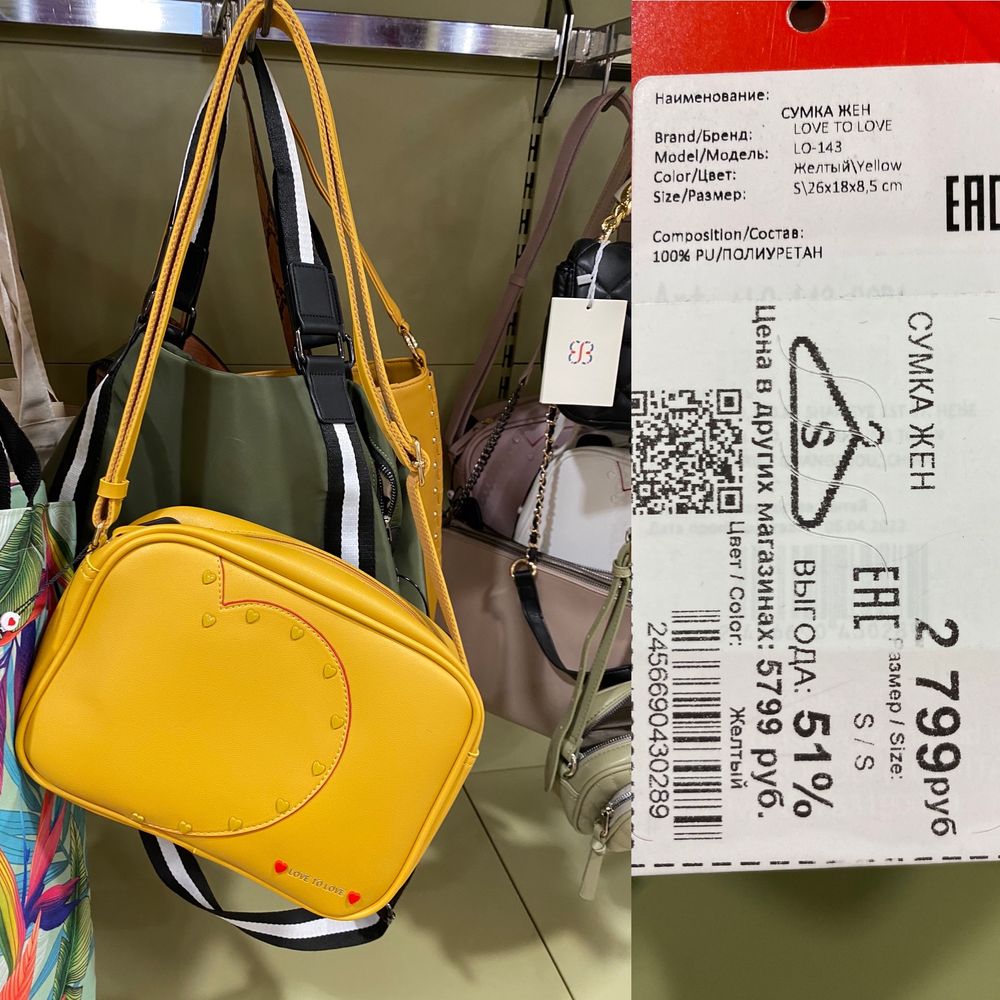 LOVE TO LOVE
Наименование:
СУМКА ЖЕН
Brand/Бренд: LOVE TO LOVE
Model/Модель: LO-143
Color/Цвет: Желтый\Yellow
Size/Размер: S\26x18x8,5 cm
EAC
Composition/Состав:
100% PU/ПОЛИУРЕТАН
СУМКА ЖЕН
S
EAC
2 799руб
Размер / Size:
S / S
ВЫГОДА: 51%
Цена в других магазинах: 5799 руб.
Цвет / Color:
Желтый
2456690430289